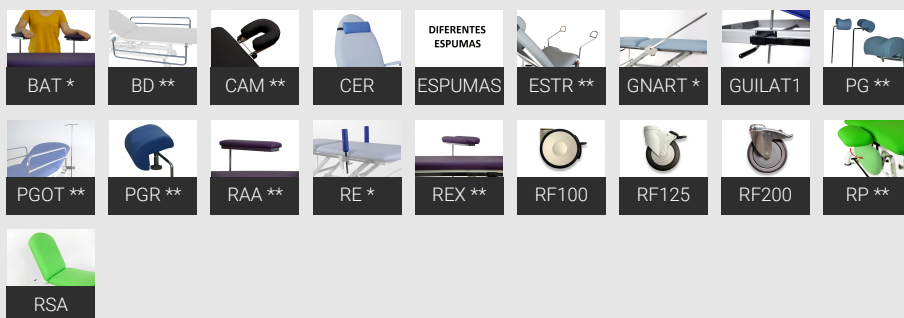 DIFERENTES
ESPUMAS
BAT *
BD **
CAM **
CER
ESPUMAS
ESTR **
GNART *
GUILAT1
PG **
PGOT **
PGR **
RAA **
RE *
REX **
RF100
RF125
RF200
RP **
RSA